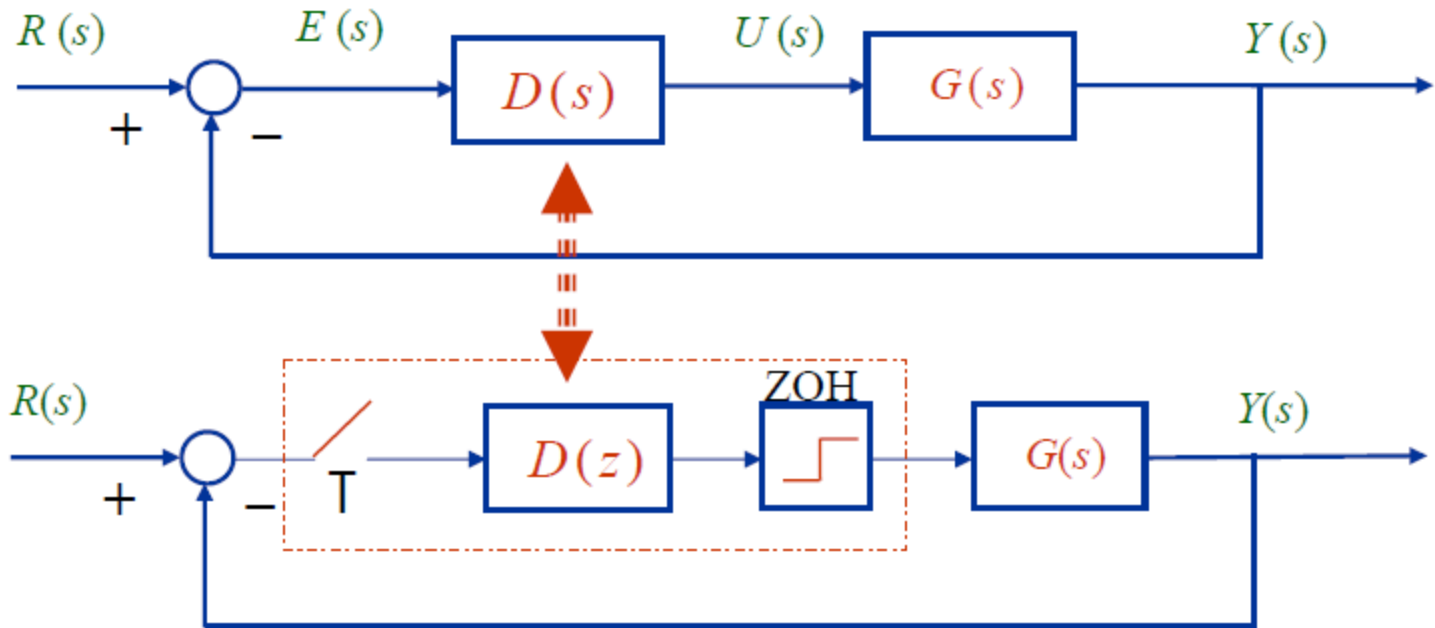 R (s) E (s) U (s) Y (s)
D(s) G(s)
+ −
ZOH
R(s) Y(s)
D(z) G(s)
+ − T